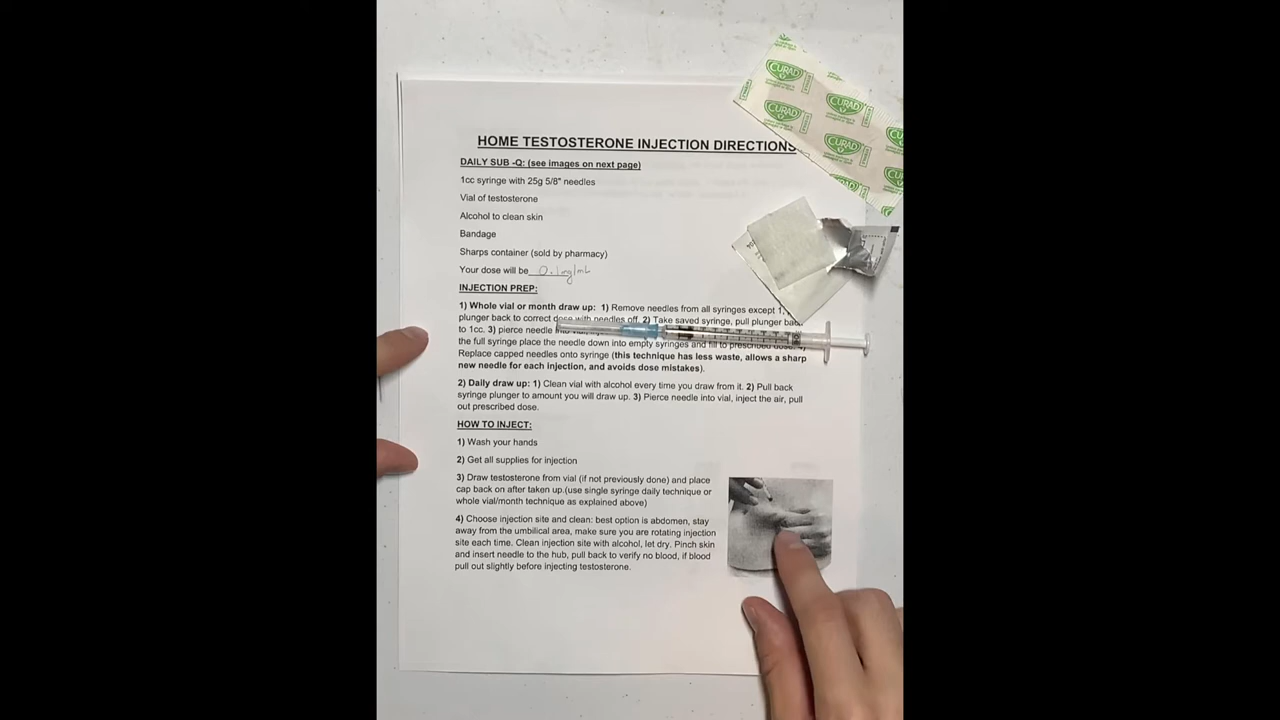 HOME TESTOSTERONE INJECTION DIRECTIONS
DAILY SUB -Q: (see images on next page)
1cc syringe with 25g 5/8" needles
Vial of testosterone
Alcohol to clean skin
Bandage
Sharps container (sold by pharmacy)
Your dose will be 0.1mg/mL
INJECTION PREP:
1) Whole vial or month draw up: 1) Remove needles from all syringes except 1,
plunger back to correct dose with needles off. 2) Take saved syringe, pull plunger back
to 1cc. 3) pierce needle into vial,
the full syringe place the needle down into empty syringes and fill to prescribed dose. 4)
Replace capped needles onto syringe (this technique has less waste, allows a sharp
new needle for each injection, and avoids dose mistakes).
2) Daily draw up: 1) Clean vial with alcohol every time you draw from it. 2) Pull back
syringe plunger to amount you will draw up. 3) Pierce needle into vial, inject the air, pull
out prescribed dose.
HOW TO INJECT:
1) Wash your hands
2) Get all supplies for injection
3) Draw testosterone from vial (if not previously done) and place
cap back on after taken up.(use single syringe daily technique or
whole vial/month technique as explained above)
4) Choose injection site and clean: best option is abdomen, stay
away from the umbilical area, make sure you are rotating injection
site each time. Clean injection site with alcohol, let dry. Pinch skin
and insert needle to the hub, pull back to verify no blood, if blood
pull out slightly before injecting testosterone.
CURAD
CURAD
CURAD
CURAD
CURAD